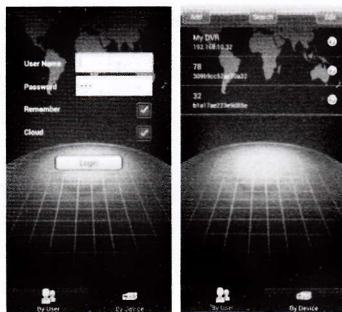 User Name
Password
Remember
Cloud
Login
By User
By Device
Add
Search
Edit
My DVR
192.168.10.32
78
32
By User
By Device